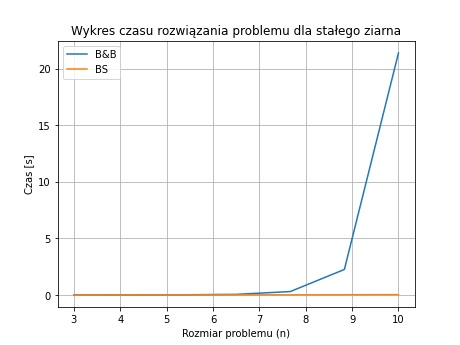 Wykres czasu rozwiązania problemu dla stałego ziarna
B&B
BS
20
15
10
5
0
Czas [s]
3 4 5 6 7 8 9 10
Rozmiar problemu (n)